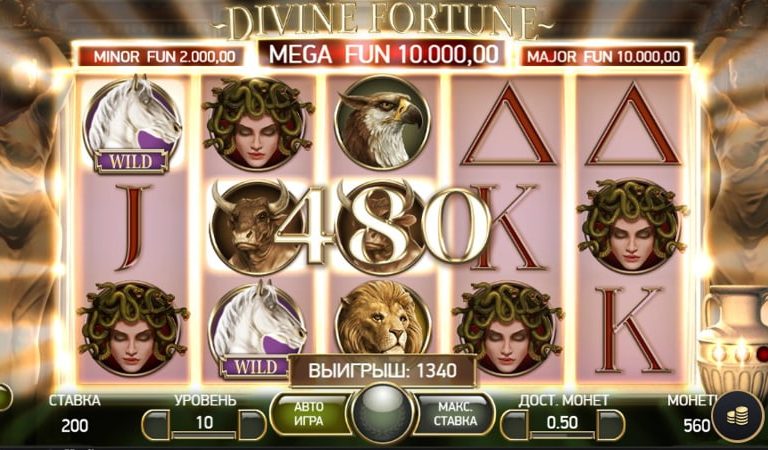 DIVINE FORTUNE
MINOR FUN 2.000,00
MEGA FUN 10.000,00
MAJOR FUN 10.000,00
WILD
J
480
K
WILD
K
ВЫИГРЫШ: 1340
СТАВКА
200
УРОВЕНЬ
10
АВТО
ИГРА
МАКС.
СТАВКА
ДОСТ. МОНЕТ
0.50
МОНЕТЫ
560